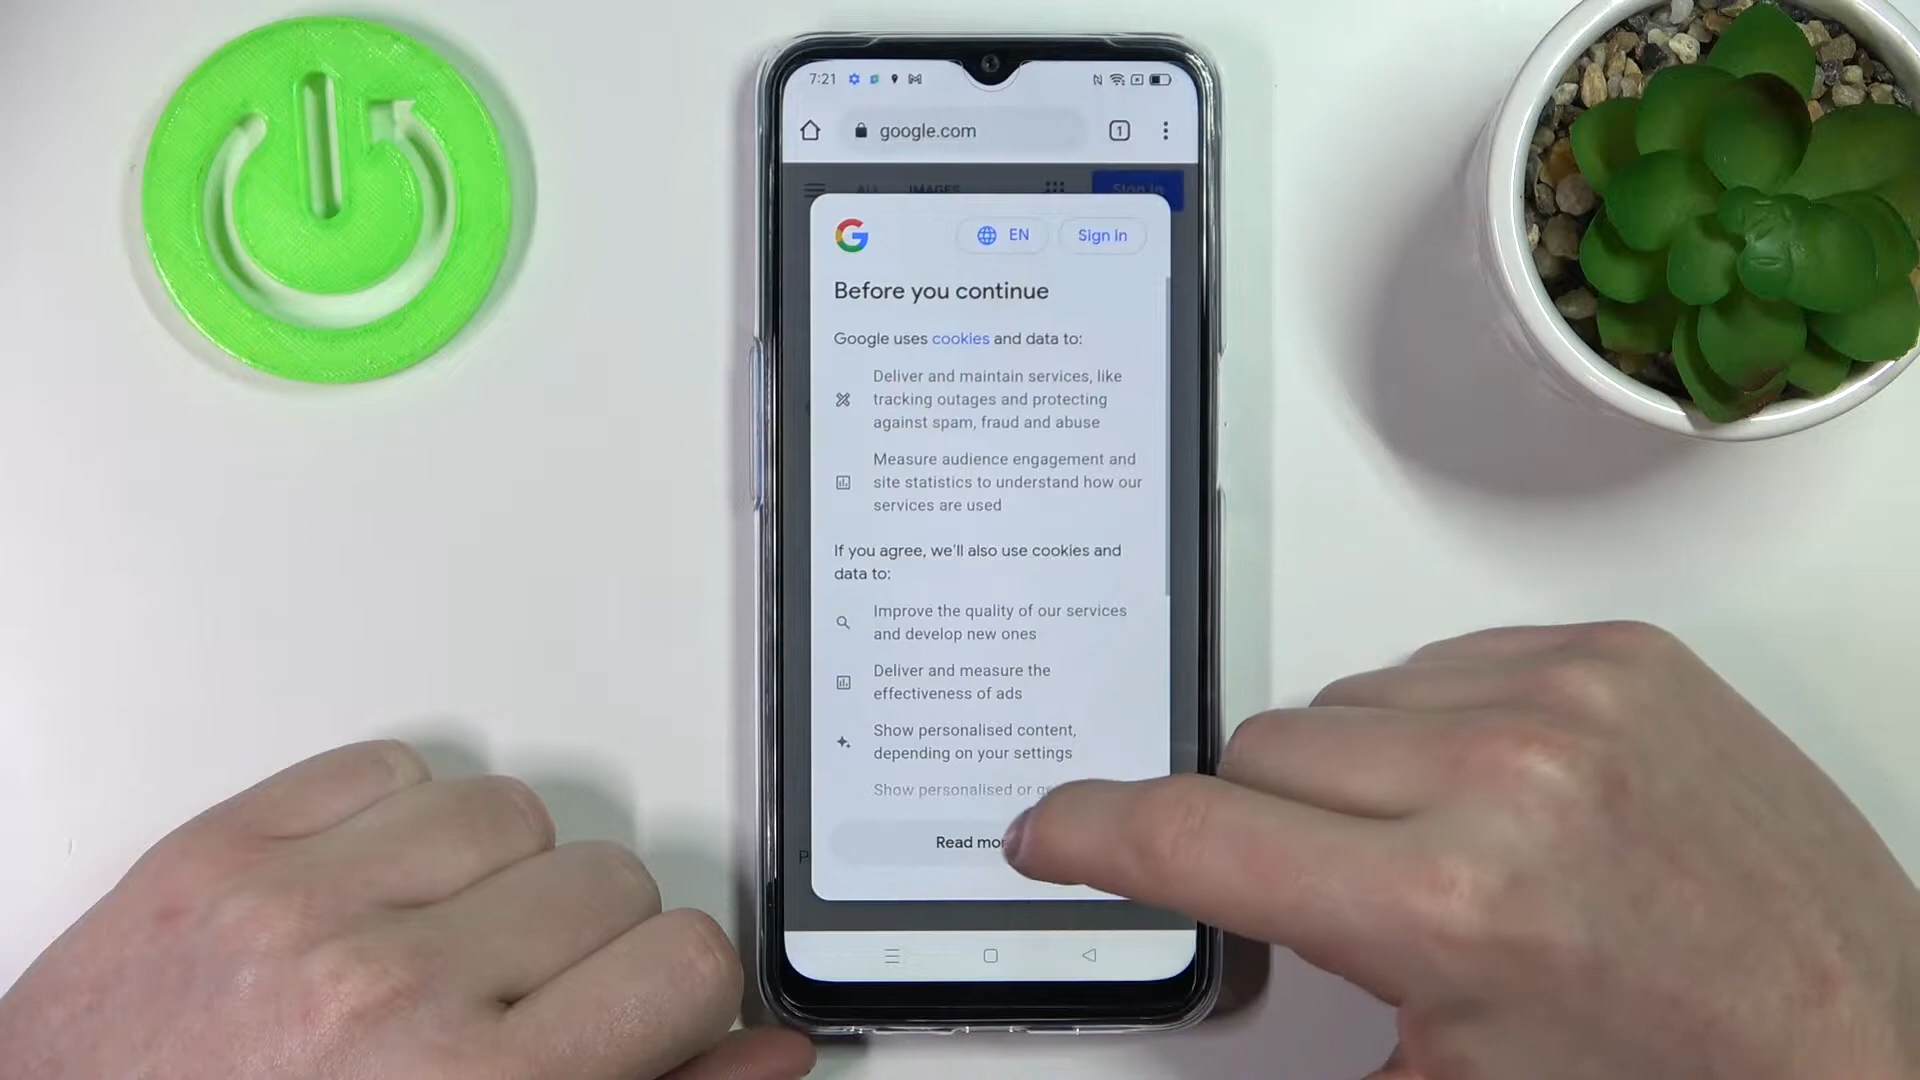 7:21
google.com
1
ALL IMAGES Sign in
EN Sign in
Before you continue
Google uses cookies and data to:
Deliver and maintain services, like
tracking outages and protecting
against spam, fraud and abuse
Measure audience engagement and
site statistics to understand how our
services are used
If you agree, we'll also use cookies and
data to:
Improve the quality of our services
and develop new ones
Deliver and measure the
effectiveness of ads
Show personalised content,
depending on your settings
Show personalised or
Read mor